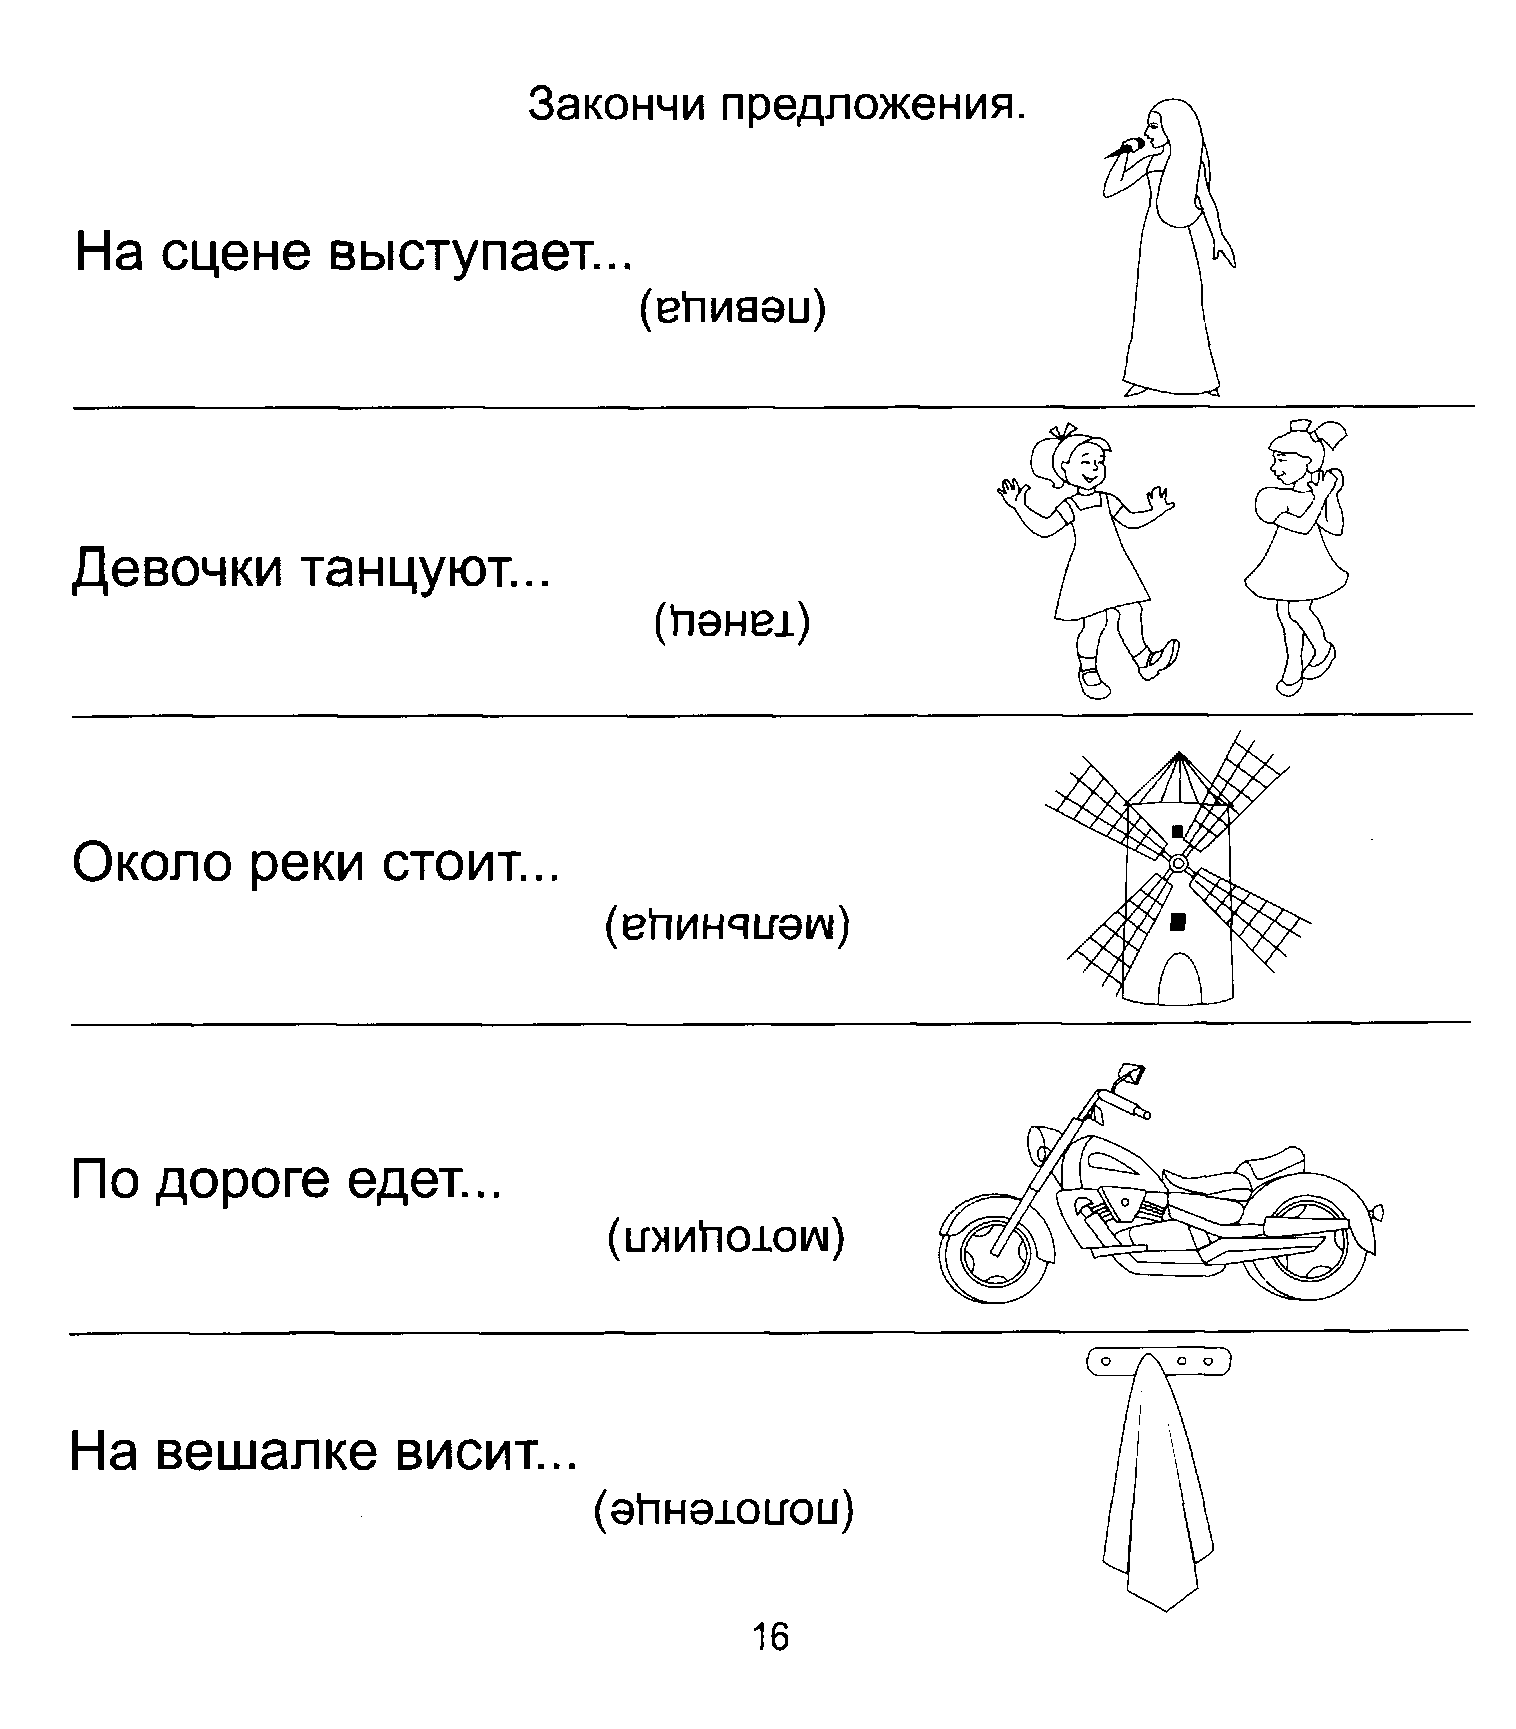 Закончи предложения.
На сцене выступает...
(певица)
Девочки танцуют...
(танец)
Около реки стоит...
(мельница)
По дороге едет...
(мотоцикл)
На вешалке висит...
(полотенце)
16